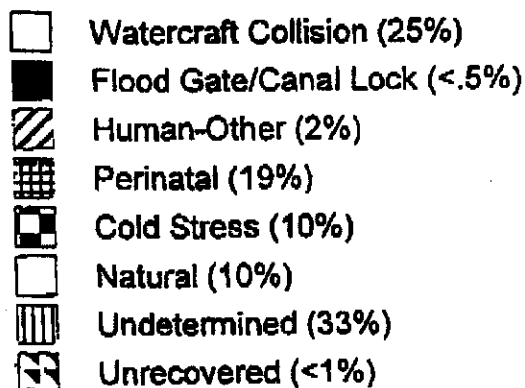 Watercraft Collision (25%)
Flood Gate/Canal Lock (<.5%)
Human-Other (2%)
Perinatal (19%)
Cold Stress (10%)
Natural (10%)
Undetermined (33%)
Unrecovered (<1%)